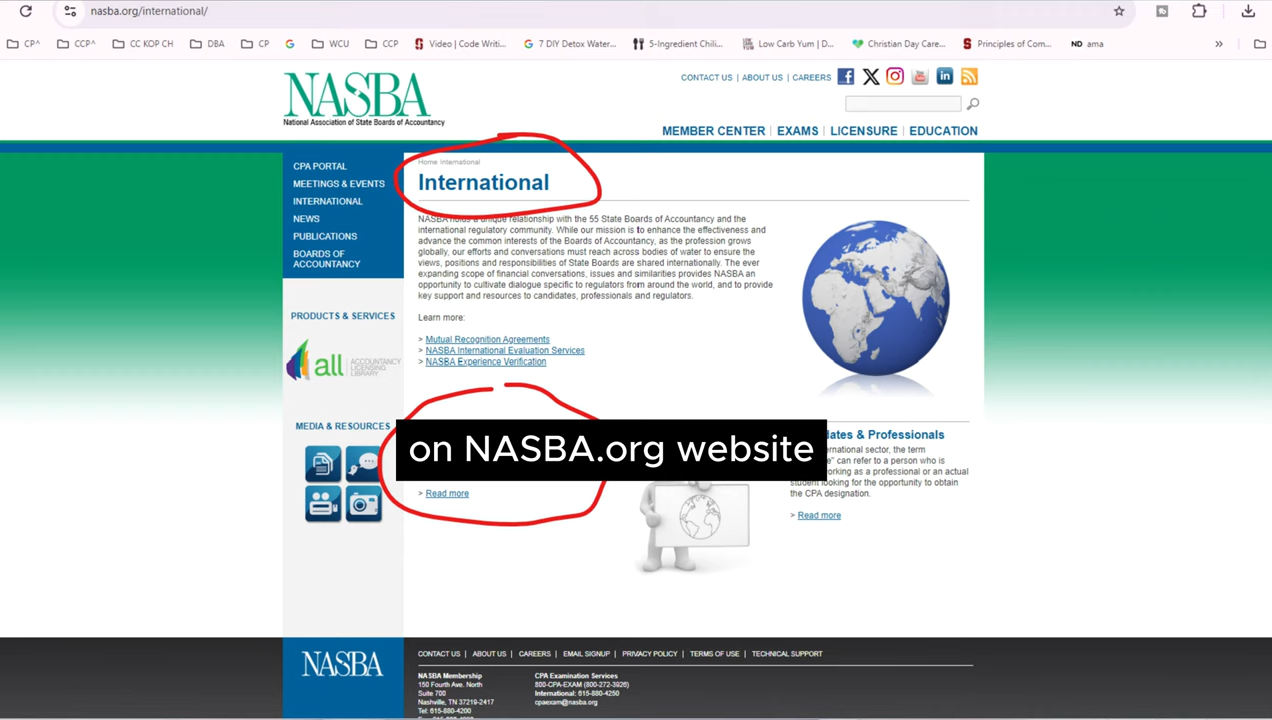 nasba.org/international/
CP^
CCP^
CC KOP CH
DBA
CP
WCU
CCP
Video | Code Writi...
7 DIY Detox Water...
5-Ingredient Chili...
Low Carb Yum | D...
Christian Day Care...
Principles of Com...
ND ama
»
NASBA
National Association of State Boards of Accountancy
CONTACT US | ABOUT US | CAREERS
MEMBER CENTER | EXAMS | LICENSURE | EDUCATION
CPA PORTAL
MEETINGS & EVENTS
INTERNATIONAL
NEWS
PUBLICATIONS
BOARDS OF
ACCOUNTANCY
PRODUCTS & SERVICES
all ACCOUNTANCY
LICENSING
LIBRARY
MEDIA & RESOURCES
Home International
International
NASBA holds a unique relationship with the 55 State Boards of Accountancy and the
international regulatory community. While our mission is to enhance the effectiveness and
advance the common interests of the Boards of Accountancy, as the profession grows
globally, our efforts and conversations must reach across bodies of water to ensure the
views, positions and responsibilities of State Boards are shared internationally. The ever
expanding scope of financial conversations, issues and similarities provides NASBA an
opportunity to cultivate dialogue specific to regulators from around the world, and to provide
key support and resources to candidates, professionals and regulators.
Learn more:
> Mutual Recognition Agreements
> NASBA International Evaluation Services
> NASBA Experience Verification
on NASBA.org website
> Read more
& Professionals
sector, the term
can refer to a person who is
as a professional or an actual
student looking for the opportunity to obtain
the CPA designation.
> Read more
NASBA
CONTACT US | ABOUT US | CAREERS | EMAIL SIGNUP | PRIVACY POLICY | TERMS OF USE | TECHNICAL SUPPORT
NASBA Membership
150 Fourth Ave. North
Suite 700
Nashville, TN 37219-2417
Tel: 615-880-4200
CPA Examination Services
800-CPA-EXAM (800-272-3926)
International: 615-880-4250
cpaexam@nasba.org